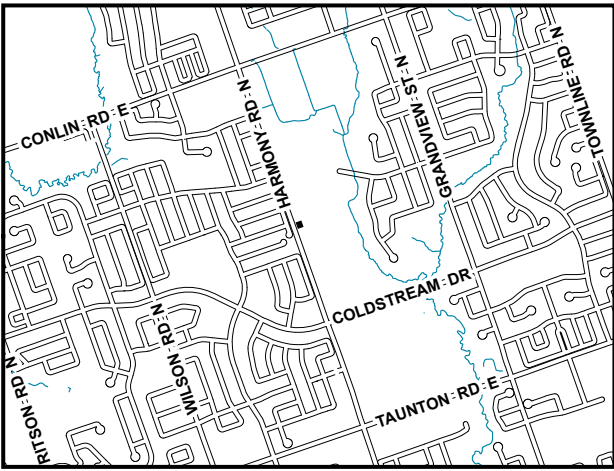 CONLIN RD E
HARMONY RD N
GRANDVIEW ST N
TOWNLINE RD N
COLDSTREAM DR
WILSON RD N
RITSON RD N
TAUNTON RD E